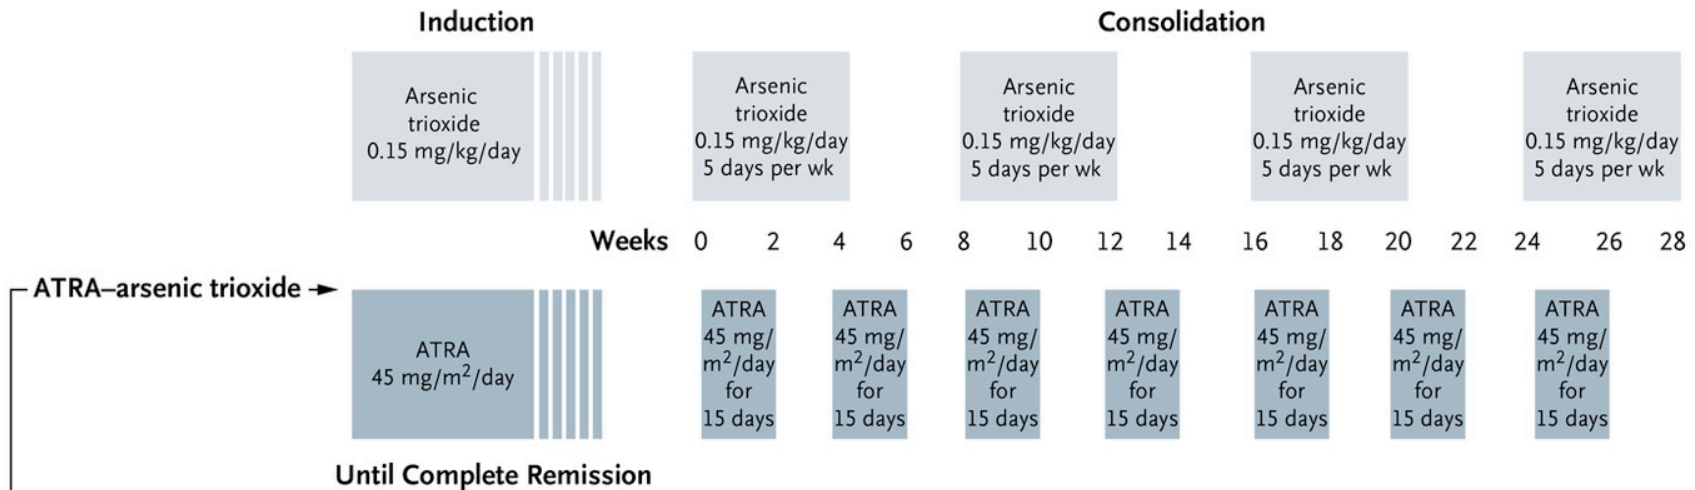 Induction
Consolidation
Arsenic
trioxide
0.15 mg/kg/day
Arsenic
trioxide
0.15 mg/kg/day
5 days per wk
Arsenic
trioxide
0.15 mg/kg/day
5 days per wk
Arsenic
trioxide
0.15 mg/kg/day
5 days per wk
Arsenic
trioxide
0.15 mg/kg/day
5 days per wk
Weeks 0 2 4 6 8 10 12 14 16 18 20 22 24 26 28
ATRA–arsenic trioxide
ATRA
45 mg/m²/day
ATRA
45 mg/
m²/day
for
15 days
ATRA
45 mg/
m²/day
for
15 days
ATRA
45 mg/
m²/day
for
15 days
ATRA
45 mg/
m²/day
for
15 days
ATRA
45 mg/
m²/day
for
15 days
ATRA
45 mg/
m²/day
for
15 days
ATRA
45 mg/
m²/day
for
15 days
Until Complete Remission